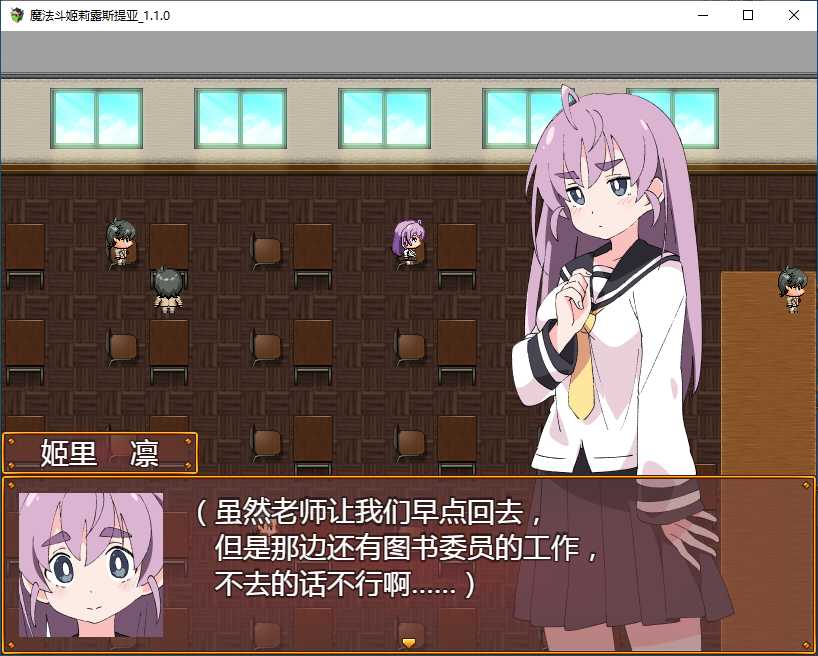 魔法斗姬莉露斯提亚_1.1.0
姬里　凛
（虽然老师让我们早点回去，
但是那边还有图书委员的工作，
不去的话不行啊……）